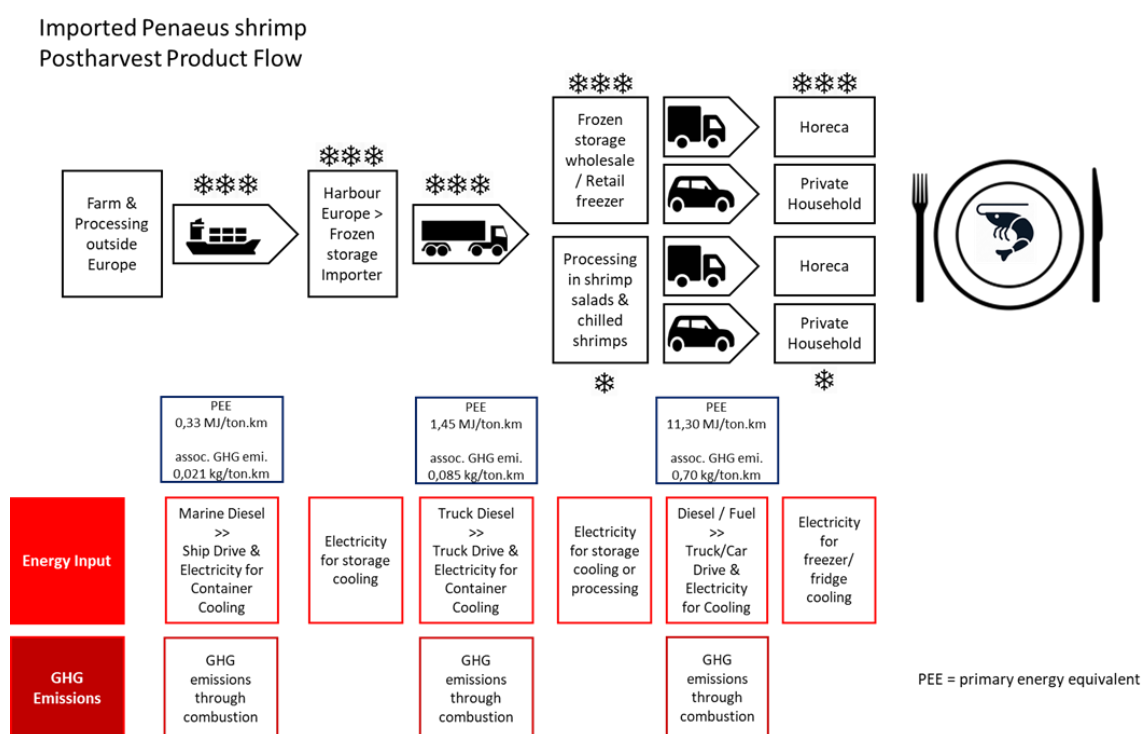 Imported Penaeus shrimp
Postharvest Product Flow
Farm &
Processing
outside
Europe
Harbour
Europe >
Frozen
storage
Importer
Frozen
storage
wholesale
/ Retail
freezer
Processing
in shrimp
salads &
chilled
shrimps
Horeca
Private
Household
Horeca
Private
Household
PEE
0,33 MJ/ton.km
assoc. GHG emi.
0,021 kg/ton.km
PEE
1,45 MJ/ton.km
assoc. GHG emi.
0,085 kg/ton.km
PEE
11,30 MJ/ton.km
assoc. GHG emi.
0,70 kg/ton.km
Energy Input
Marine Diesel
>>
Ship Drive &
Electricity for
Container
Cooling
Electricity
for storage
cooling
Truck Diesel
>>
Truck Drive &
Electricity for
Container
Cooling
Electricity
for storage
cooling or
processing
Diesel / Fuel
>>
Truck/Car
Drive &
Electricity
for Cooling
Electricity
for
freezer/
fridge
cooling
GHG
Emissions
GHG
emissions
through
combustion
GHG
emissions
through
combustion
GHG
emissions
through
combustion
PEE = primary energy equivalent